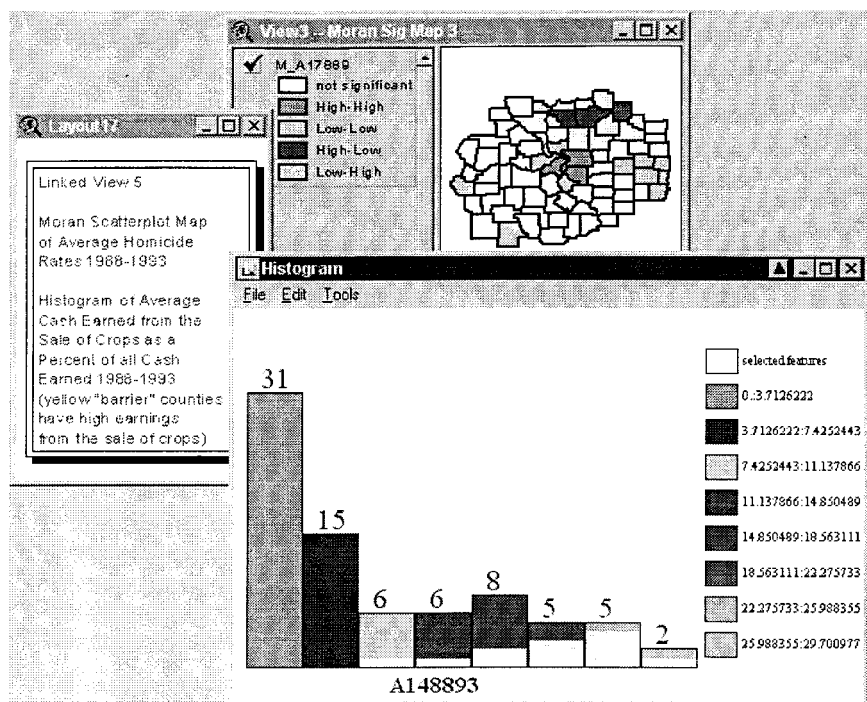 View3 -- Moran Sig Map 3
M_A17889
not significant
High-High
Low-Low
High-Low
Low-High
Layout17
Linked View 5
Moran Scatterplot Map
of Average Homicide
Rates 1988-1993
Histogram of Average
Cash Earned from the
Sale of Crops as a
Percent of all Cash
Earned 1988-1993
(yellow "barrier" counties
have high earnings
from the sale of crops)
Histogram
File Edit Tools
31
15
6
6
8
5
5
2
A148893
selected features
0.:3.7126222
3.7126222:7.4252443
7.4252443:11.137866
11.137866:14.850489
14.850489:18.563111
18.563111:22.275733
22.275733:25.988355
25.988355:29.700977